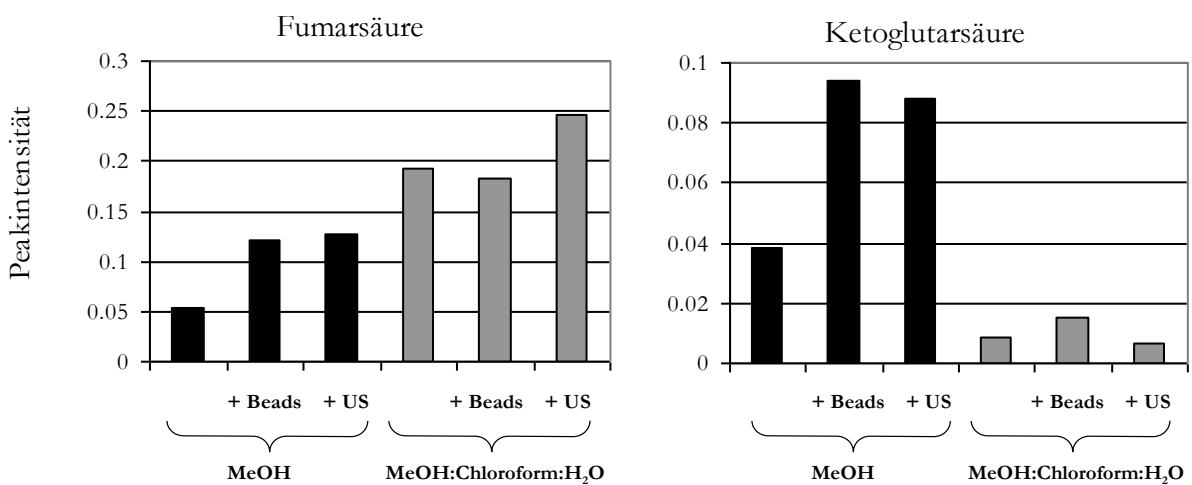 Fumarsäure
Peakintensität
0.3
0.25
0.2
0.15
0.1
0.05
0
+ Beads + US + Beads + US
MeOH MeOH:Chloroform:H₂O
Ketoglutarsäure
0.1
0.08
0.06
0.04
0.02
0
+ Beads + US + Beads + US
MeOH MeOH:Chloroform:H₂O